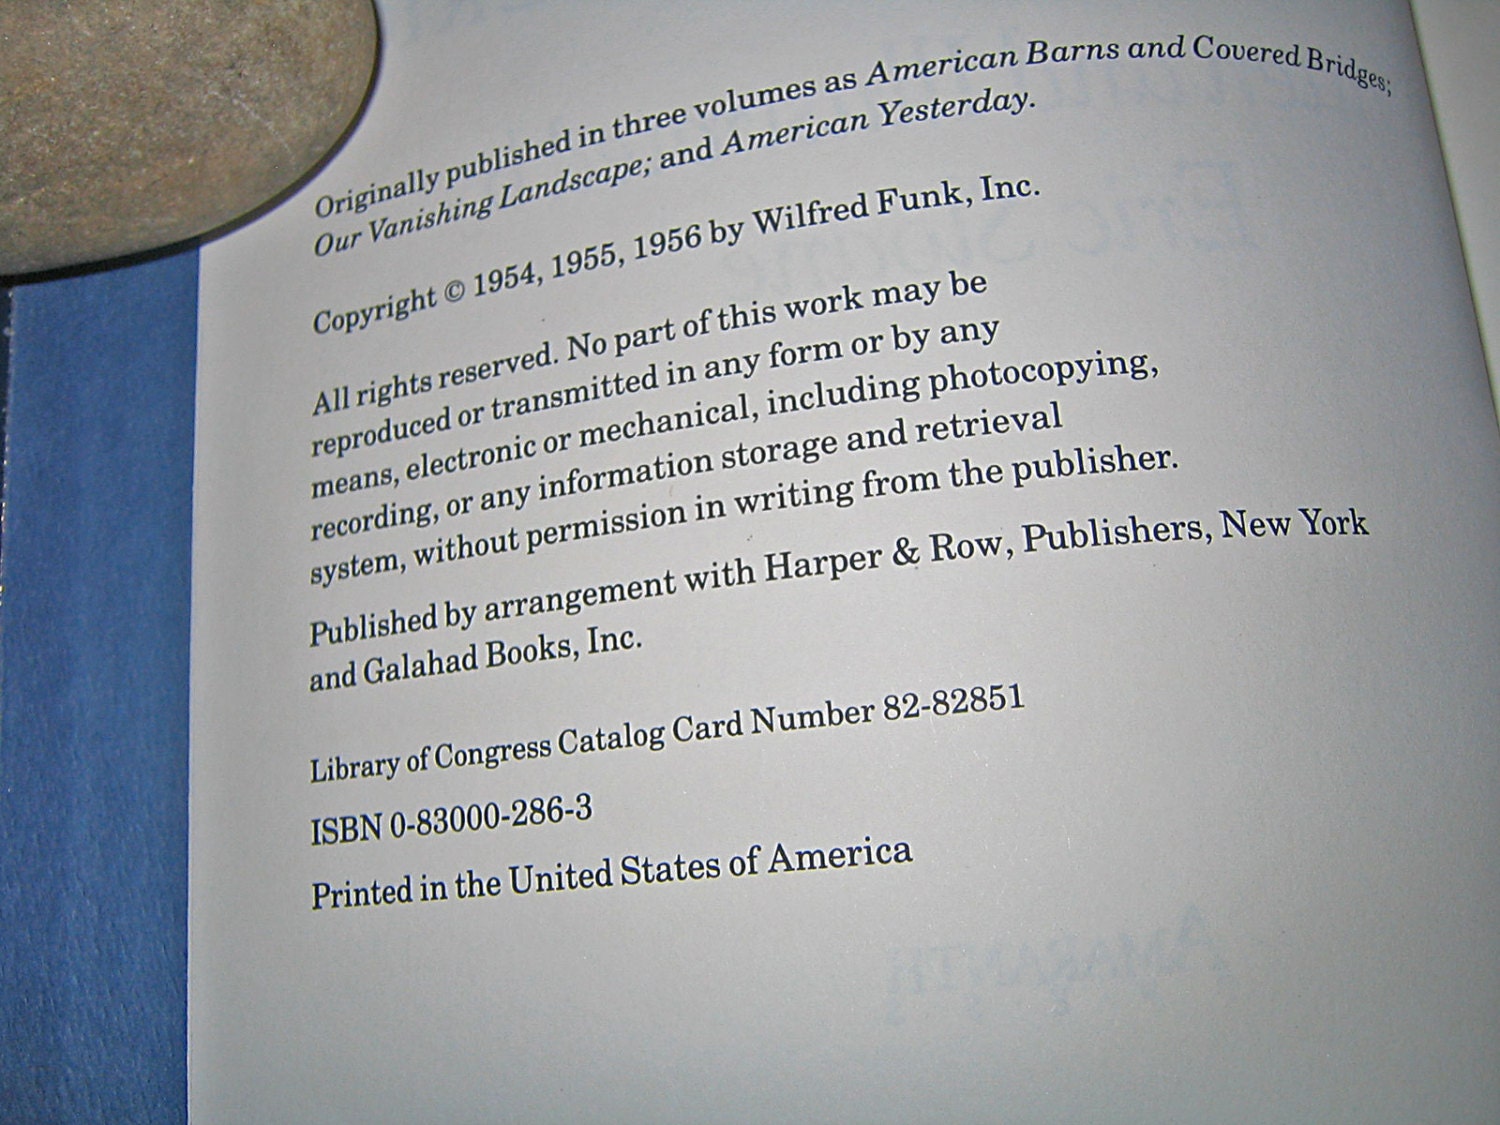 Originally published in three volumes as American Barns and Covered Bridges;
Our Vanishing Landscape; and American Yesterday.
Copyright © 1954, 1955, 1956 by Wilfred Funk, Inc.
All rights reserved. No part of this work may be
reproduced or transmitted in any form or by any
means, electronic or mechanical, including photocopying,
recording, or any information storage and retrieval
system, without permission in writing from the publisher.
Published by arrangement with Harper & Row, Publishers, New York
and Galahad Books, Inc.
Library of Congress Catalog Card Number 82-82851
ISBN 0-83000-286-3
Printed in the United States of America
AMARANTH